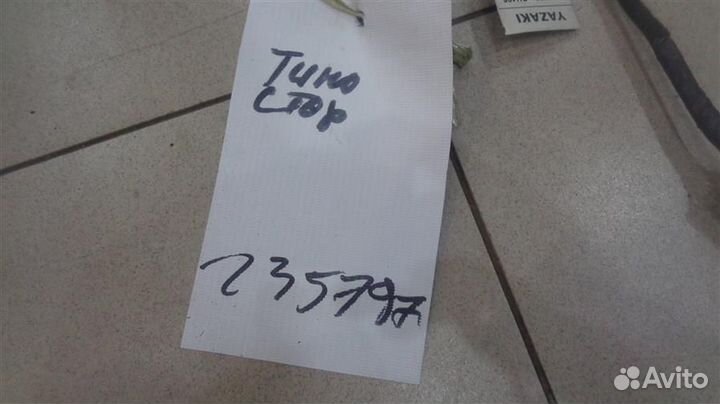 Тино
Стор
235797
YAZAKI
Avito